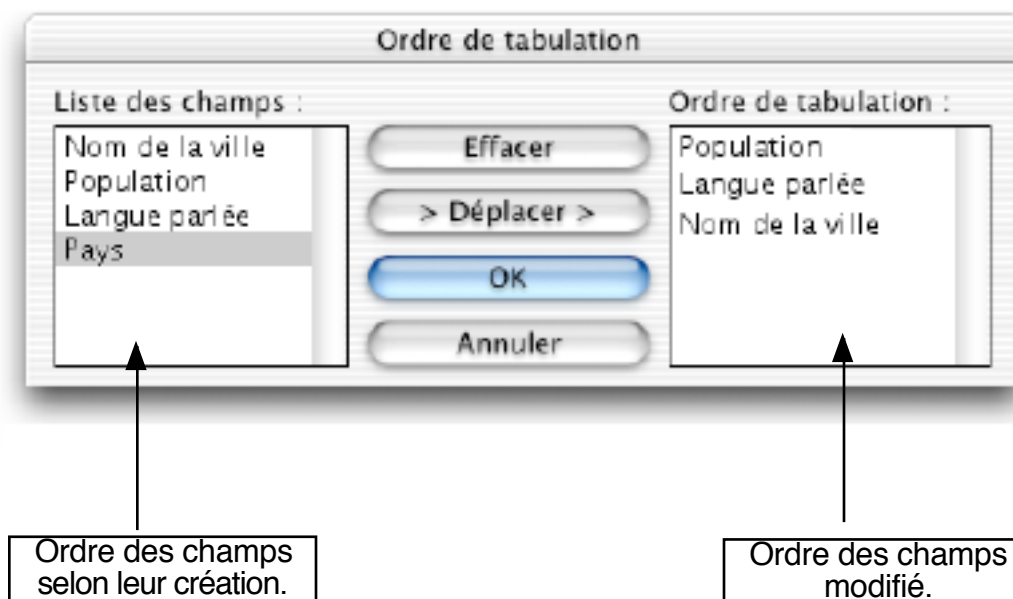 Ordre de tabulation
Liste des champs :
Nom de la ville
Population
Langue parlée
Pays
Effacer
> Déplacer >
OK
Annuler
Ordre de tabulation :
Population
Langue parlée
Nom de la ville
Ordre des champs
selon leur création.
Ordre des champs
modifié.